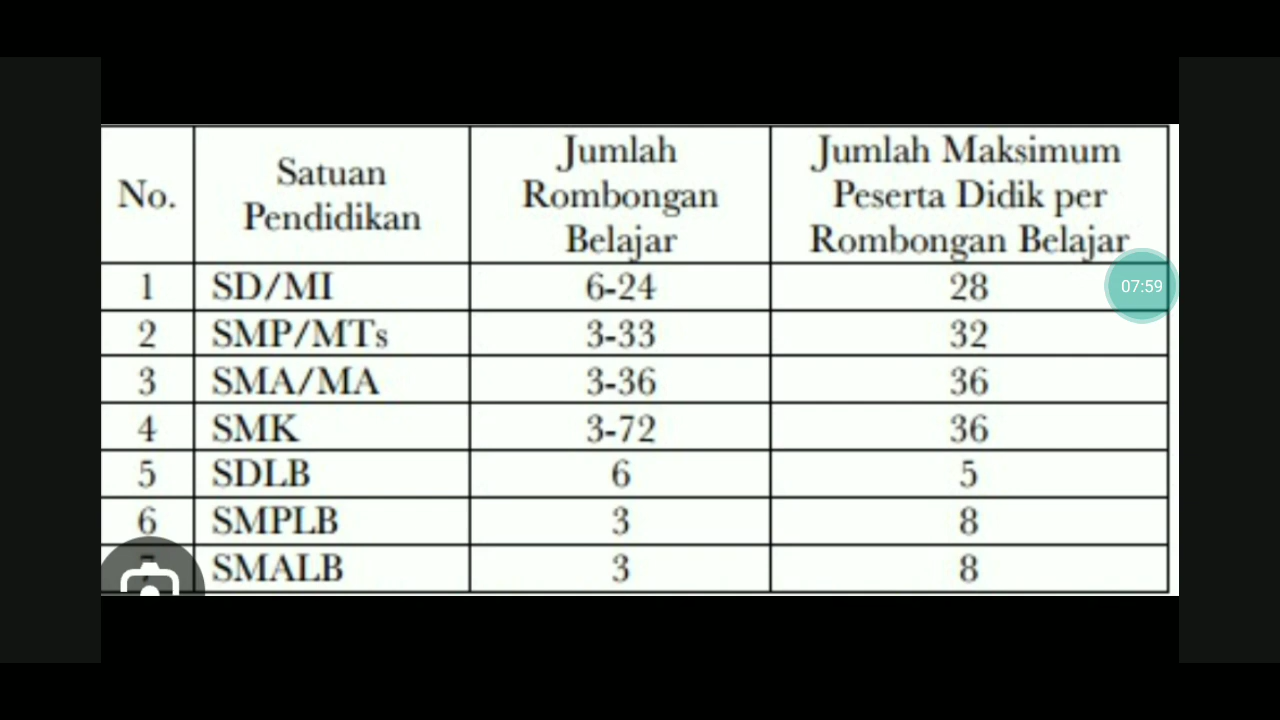 No. Satuan Pendidikan Jumlah Rombongan Belajar Jumlah Maksimum Peserta Didik per Rombongan Belajar
1 SD/MI 6-24 28
07:59
2 SMP/MTs 3-33 32
3 SMA/MA 3-36 36
4 SMK 3-72 36
5 SDLB 6 5
6 SMPLB 3 8
SMALB 3 8